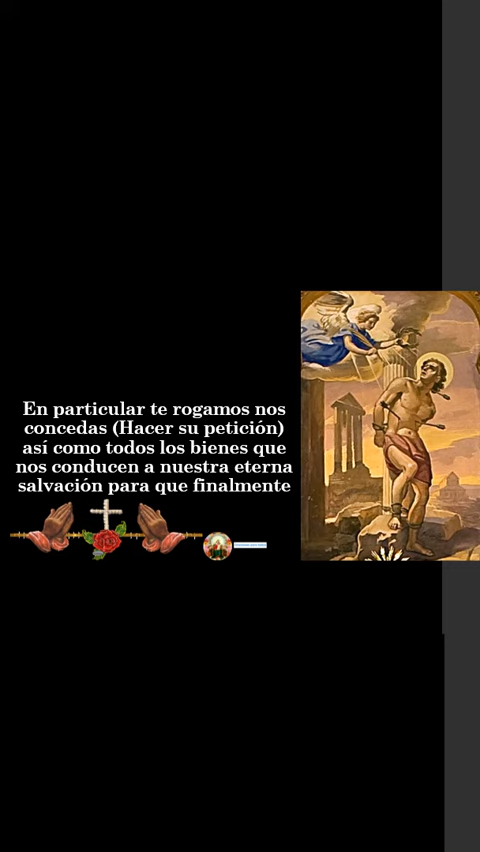 En particular te rogamos nos
concedas (Hacer su petición)
así como todos los bienes que
nos conducen a nuestra eterna
salvación para que finalmente